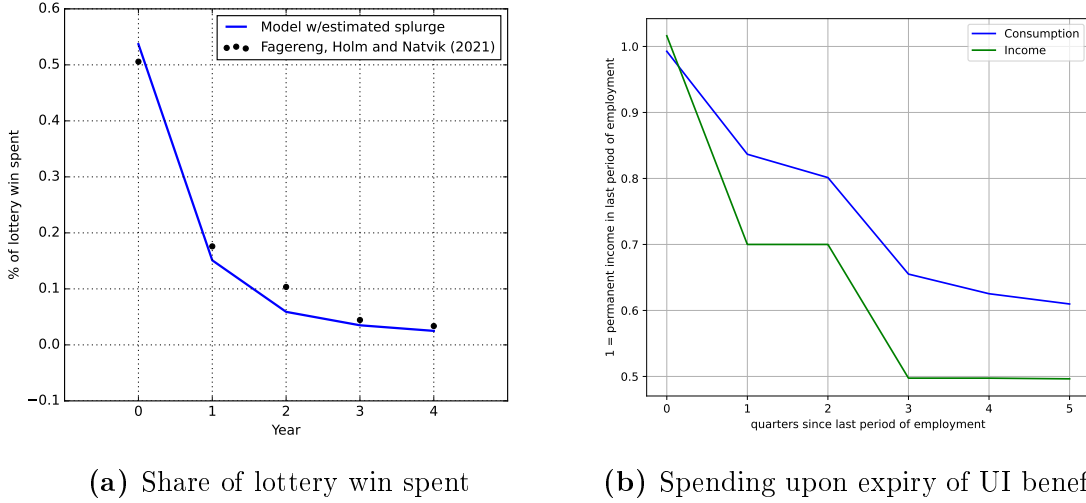 0.6
0.5
0.4
0.3
0.2
0.1
0.0
−0.1
% of lottery win spent
Model w/estimated splurge
Fagereng, Holm and Natvik (2021)
0 1 2 3 4
Year
(a) Share of lottery win spent
1.0
0.9
0.8
0.7
0.6
0.5
1 = permanent income in last period of employment
Consumption
Income
0 1 2 3 4 5
quarters since last period of employment
(b) Spending upon expiry of UI benef